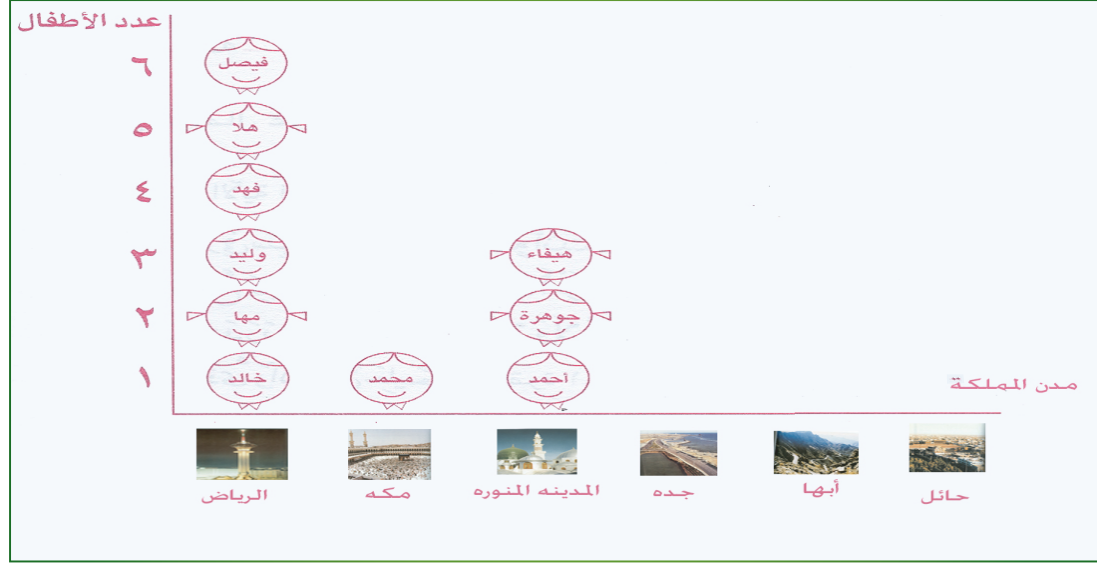 عدد الأطفال
٦ فيصل
٥ هلا
٤ فهد
٣ وليد هيفاء
٢ مها جوهرة
١ خالد محمد أحمد
مدن المملكة
الرياض مكه المدينه المنوره جده أبها حائل